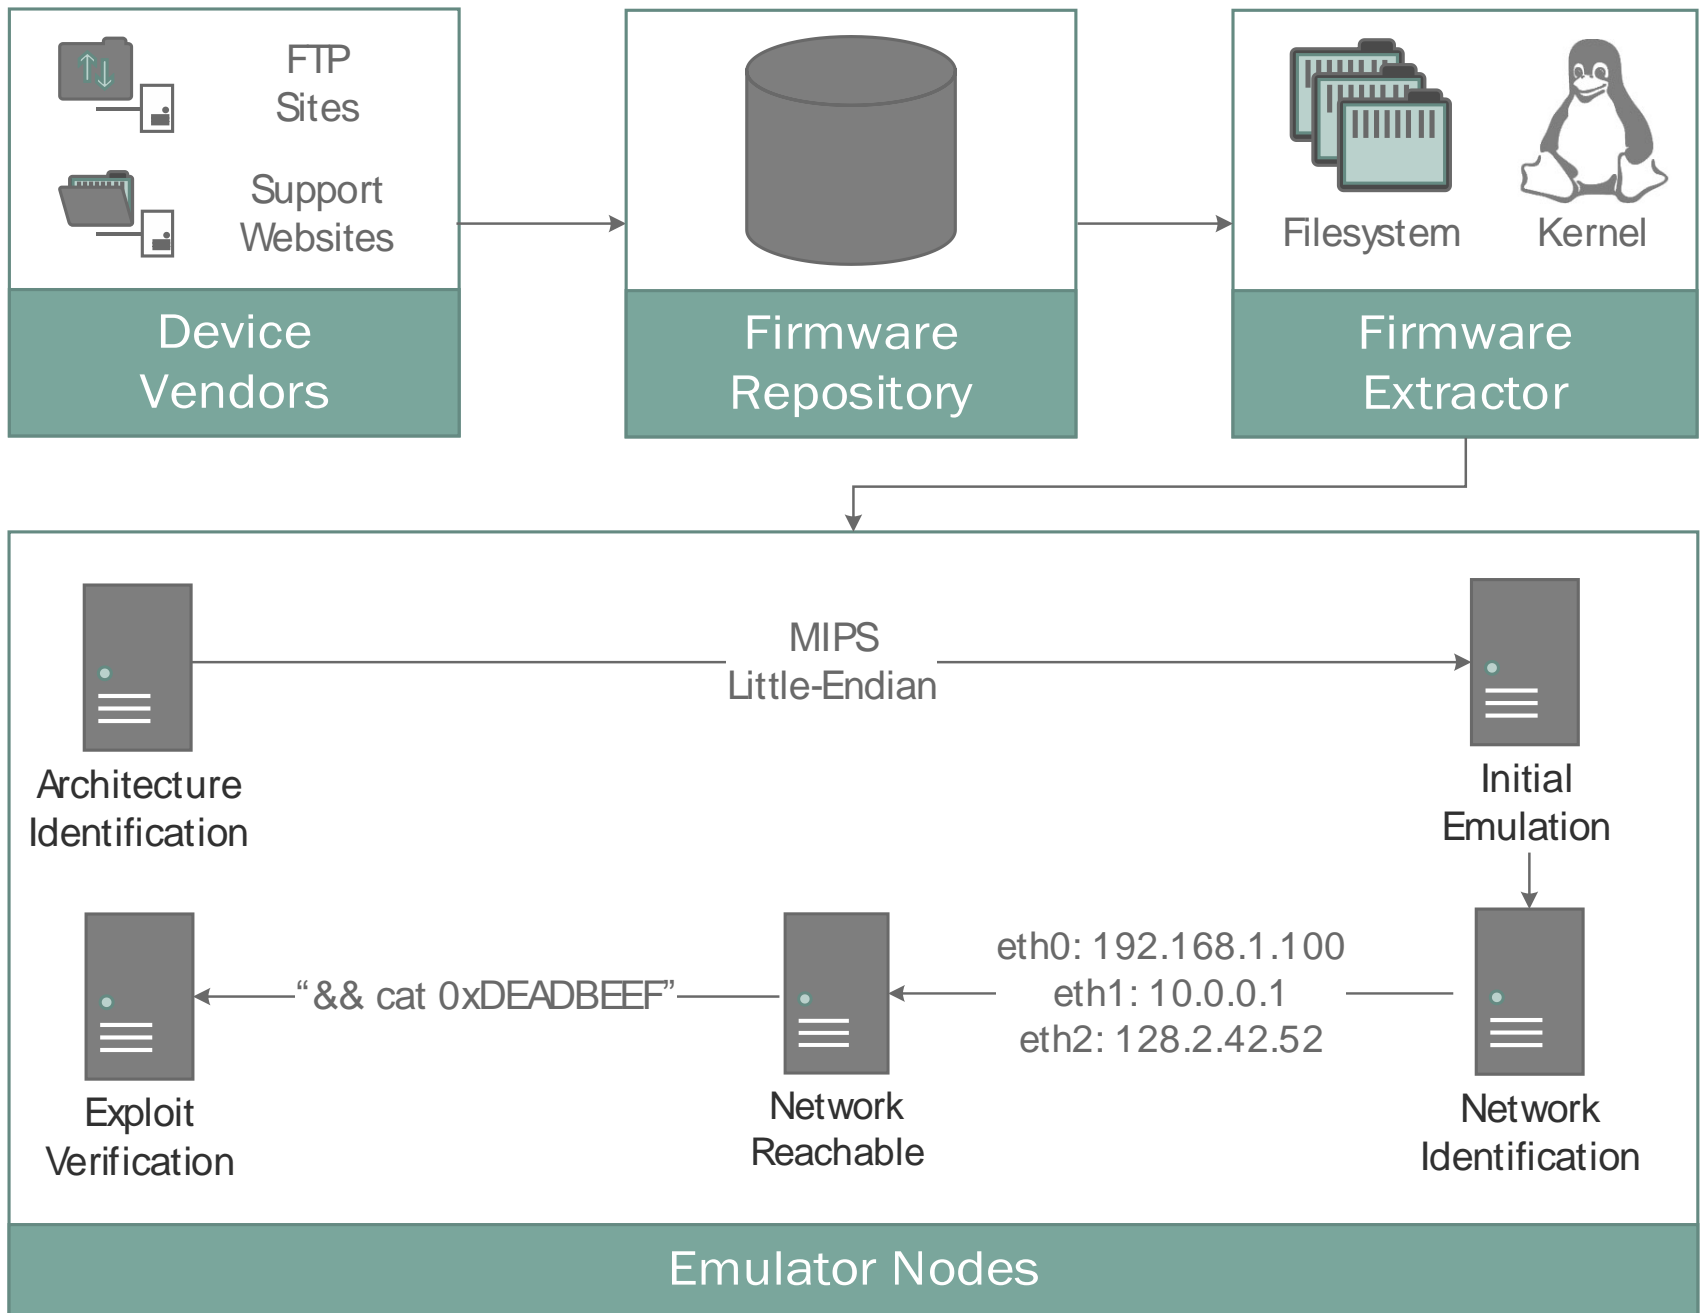 FTP
Sites
Support
Websites
Device
Vendors
Firmware
Repository
Filesystem
Kernel
Firmware
Extractor
MIPS
Little-Endian
Architecture
Identification
Initial
Emulation
“&& cat 0xDEADBEEF”
eth0: 192.168.1.100
eth1: 10.0.0.1
eth2: 128.2.42.52
Exploit
Verification
Network
Reachable
Network
Identification
Emulator Nodes